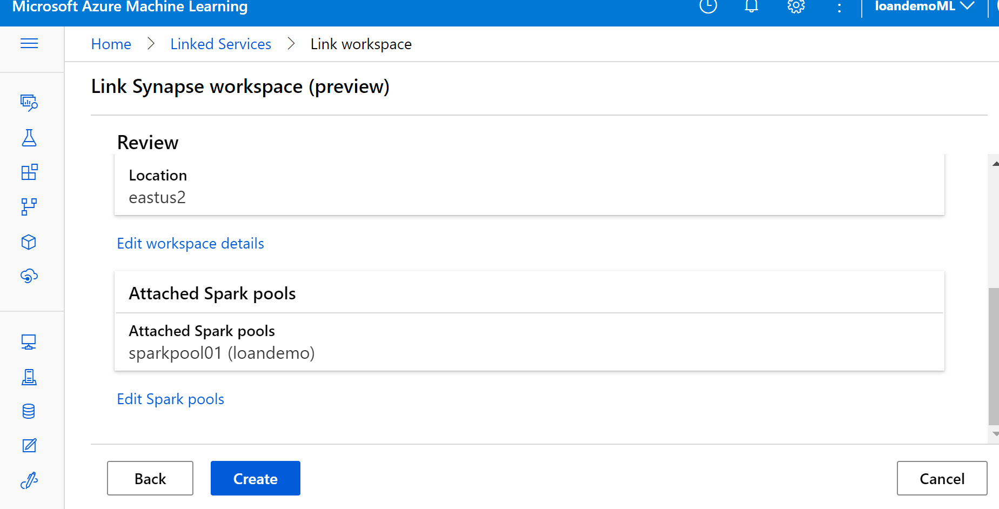 Microsoft Azure Machine Learning
loandemoML
Home > Linked Services > Link workspace
Link Synapse workspace (preview)
Review
Location
eastus2
Edit workspace details
Attached Spark pools
Attached Spark pools
sparkpool01 (loandemo)
Edit Spark pools
Back
Create
Cancel